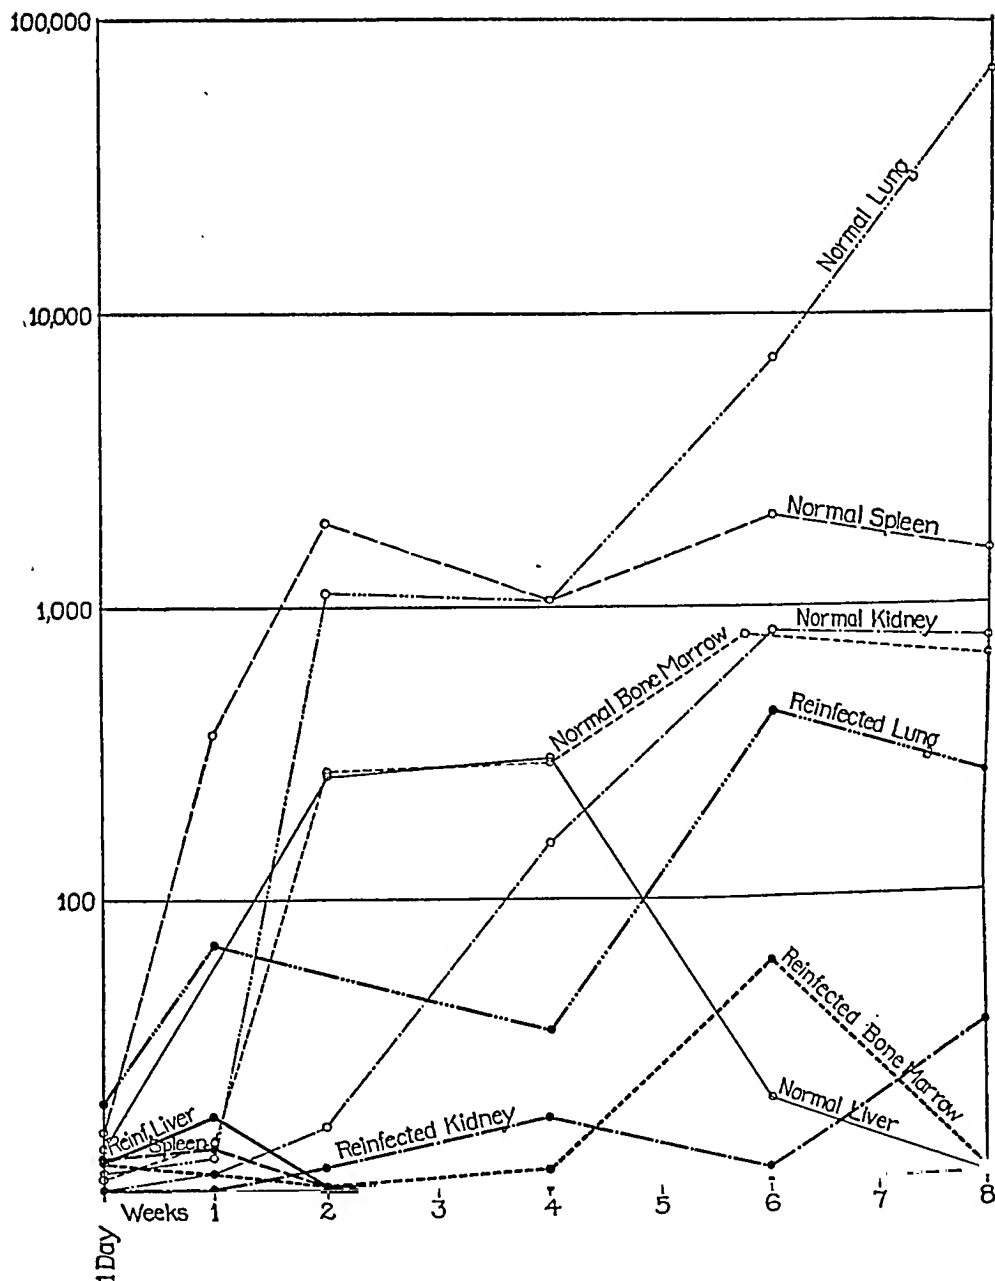 100,000
Normal Lung
10,000
Normal Spleen
1,000
Normal Kidney
Normal Bone Marrow
Reinfected Lung
100
Reinfected Bone Marrow
Normal Liver
Reinf. Liver
Spleen
Reinfected Kidney
1 Day
Weeks 1 2 3 4 5 6 7 8